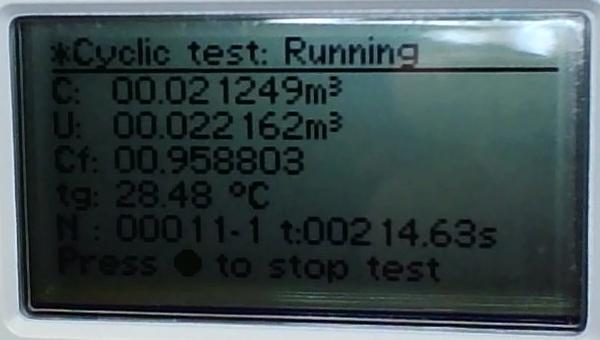 *Cyclic test: Running
C: 00.021249m³
U: 00.022162m³
Cf: 00.958803
tg: 28.48 °C
N : 00011-1 t:00214.63s
Press ● to stop test